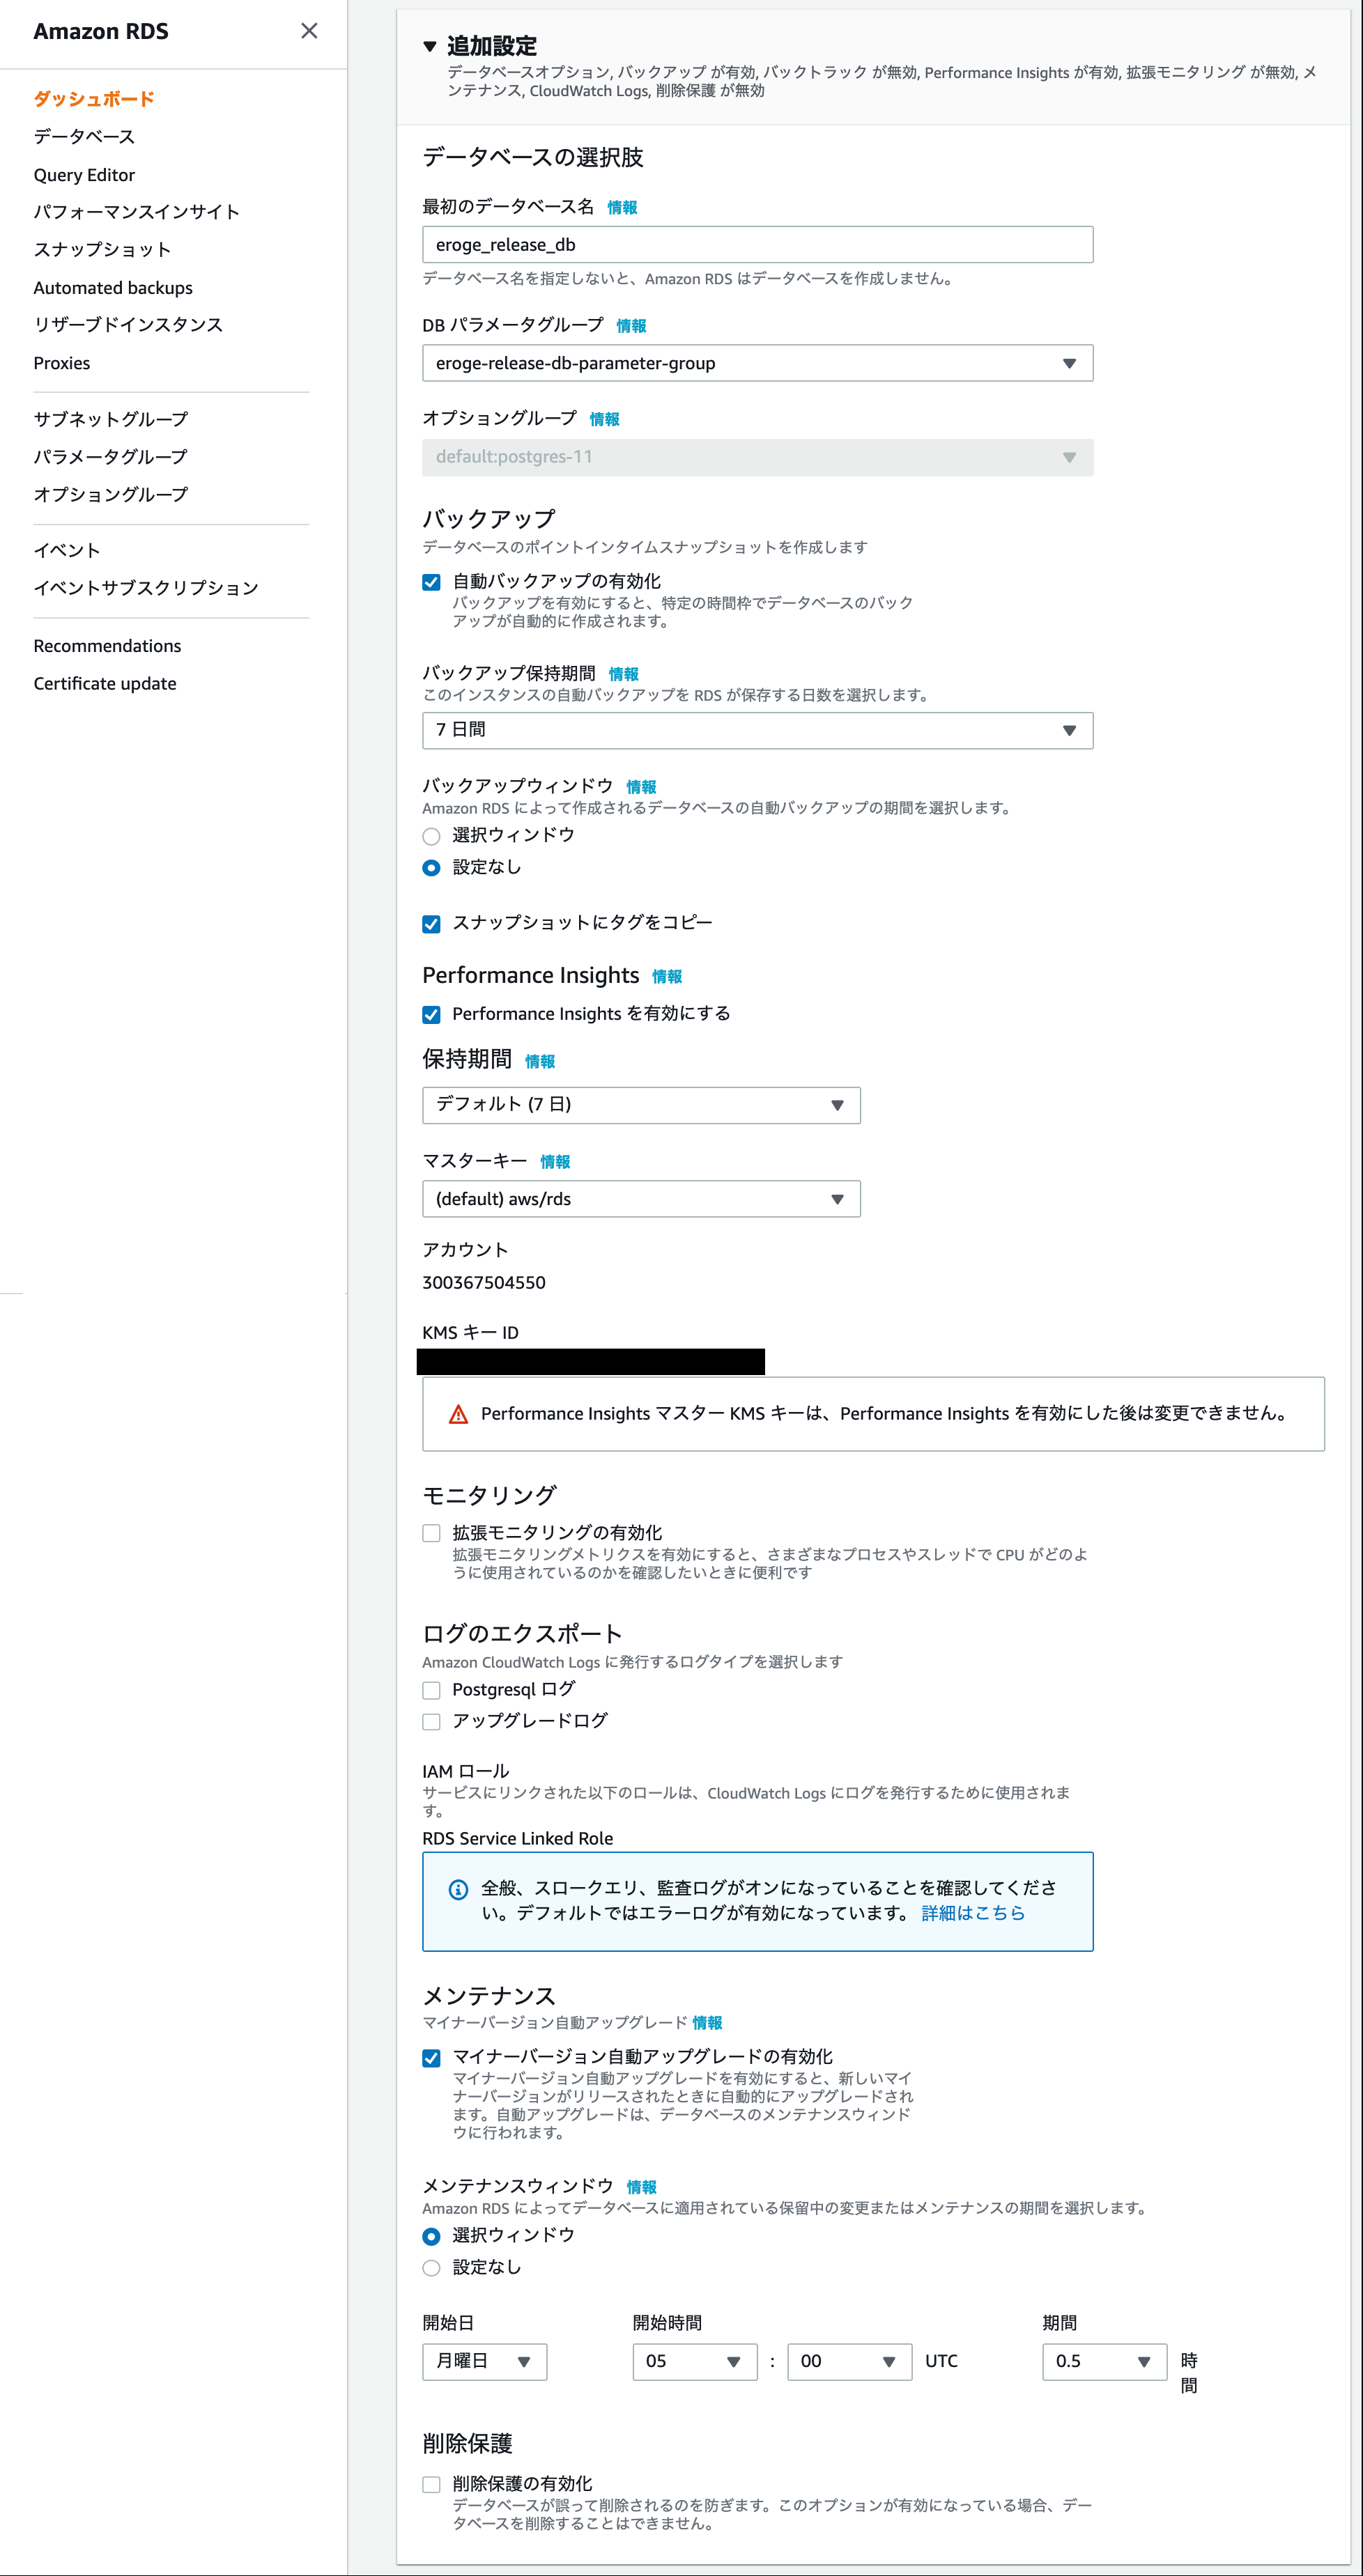 Amazon RDS
ダッシュボード
データベース
Query Editor
パフォーマンスインサイト
スナップショット
Automated backups
リザーブドインスタンス
Proxies
サブネットグループ
パラメータグループ
オプショングループ
イベント
イベントサブスクリプション
Recommendations
Certificate update
追加設定
データベースオプション, バックアップ が有効, バックトラック が無効, Performance Insights が有効, 拡張モニタリング が無効, メ
ンテナンス, CloudWatch Logs, 削除保護 が無効
データベースの選択肢
最初のデータベース名 情報
eroge_release_db
データベース名を指定しないと、Amazon RDS はデータベースを作成しません。
DB パラメータグループ 情報
eroge-release-db-parameter-group
オプショングループ 情報
default:postgres-11
バックアップ
データベースのポイントインタイムスナップショットを作成します
自動バックアップの有効化
バックアップを有効にすると、特定の時間枠でデータベースのバック
アップが自動的に作成されます。
バックアップ保持期間 情報
このインスタンスの自動バックアップを RDS が保存する日数を選択します。
7 日間
バックアップウィンドウ 情報
Amazon RDS によって作成されるデータベースの自動バックアップの期間を選択します。
選択ウィンドウ
設定なし
スナップショットにタグをコピー
Performance Insights 情報
Performance Insights を有効にする
保持期間 情報
デフォルト (7 日)
マスターキー 情報
(default) aws/rds
アカウント
300367504550
KMS キー ID
Performance Insights マスター KMS キーは、Performance Insights を有効にした後は変更できません。
モニタリング
拡張モニタリングの有効化
拡張モニタリングメトリクスを有効にすると、さまざまなプロセスやスレッドで CPU がどのよ
うに使用されているのかを確認したいときに便利です
ログのエクスポート
Amazon CloudWatch Logs に発行するログタイプを選択します
Postgresql ログ
アップグレードログ
IAM ロール
サービスにリンクされた以下のロールは、CloudWatch Logs にログを発行するために使用されま
す。
RDS Service Linked Role
全般、スロークエリ、監査ログがオンになっていることを確認してくださ
い。デフォルトではエラーログが有効になっています。 詳細はこちら
メンテナンス
マイナーバージョン自動アップグレード 情報
マイナーバージョン自動アップグレードの有効化
マイナーバージョン自動アップグレードを有効にすると、新しいマイ
ナーバージョンがリリースされたときに自動的にアップグレードされ
ます。自動アップグレードは、データベースのメンテナンスウィンド
ウに行われます。
メンテナンスウィンドウ 情報
Amazon RDS によってデータベースに適用されている保留中の変更またはメンテナンスの期間を選択します。
選択ウィンドウ
設定なし
開始日 開始時間 期間
月曜日 05 : 00 UTC 0.5 時
間
削除保護
削除保護の有効化
データベースが誤って削除されるのを防ぎます。このオプションが有効になっている場合、デー
タベースを削除することはできません。